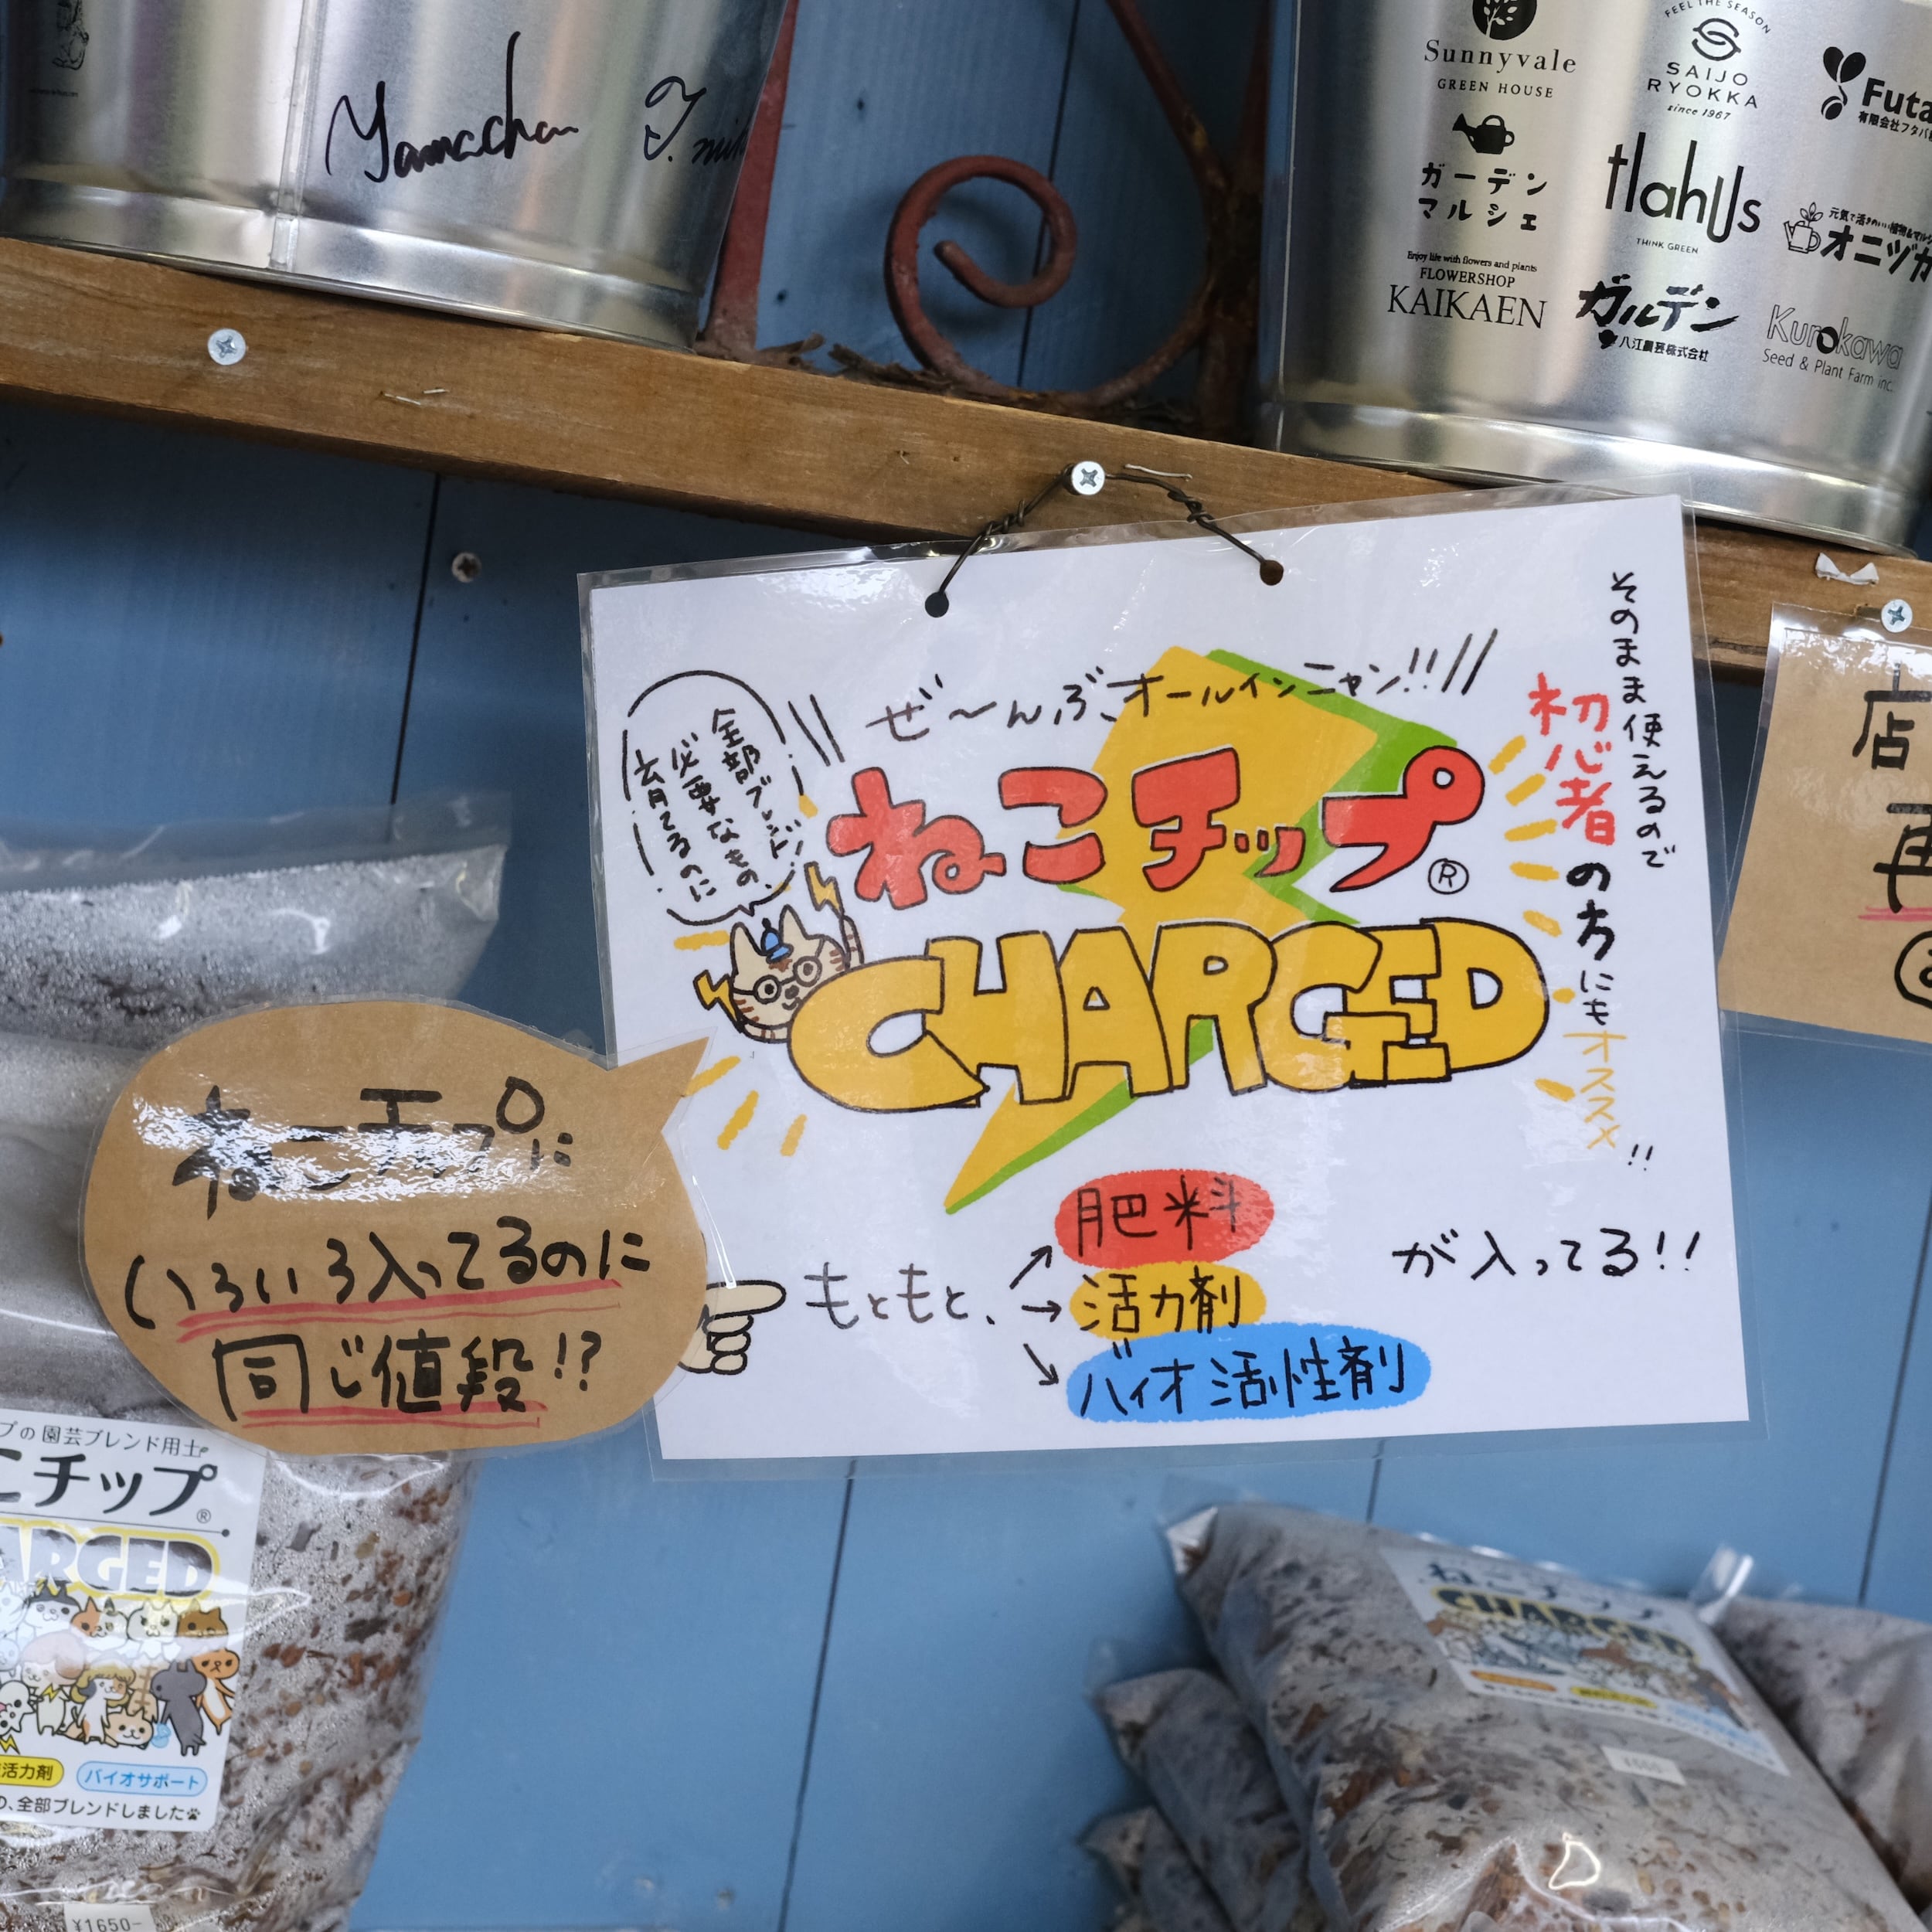 Yamachan
Sunnyvale
GREEN HOUSE
FEEL THE SEASON
SAIJO
RYOKKA
since 1967
Futa
ガーデン
マルシェ
tlahUs
THINK GREEN
オニヅカ
Enjoy life with flowers and plants
FLOWERSHOP
KAIKAEN
ガルデン
八江農芸株式会社
Kurokawa
Seed & Plant Farm inc.
そのまま使えるので
初心者の方にも
オススメ!!
ぜ〜んぶ、オールインニャン!!
全部ブレンド!
必要なもの、
育てるのに
ねこチップ®
CHARGED
もともと、
肥料
活力剤
バイオ活性剤
が入ってる!!
ねこチップに
いろいろ入ってるのに
同じ値段!?
店
再
プの園芸ブレンド用土
こチップ®
ARGED
活力剤
バイオサポート
の、全部ブレンドしました
¥1650-
ねこチップ
CHARGED